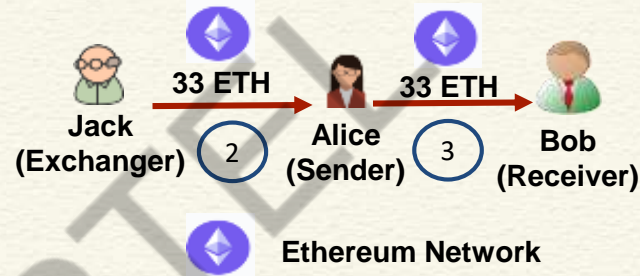 33 ETH
33 ETH
Jack
(Exchanger)
2
Alice
(Sender)
3
Bob
(Receiver)
Ethereum Network